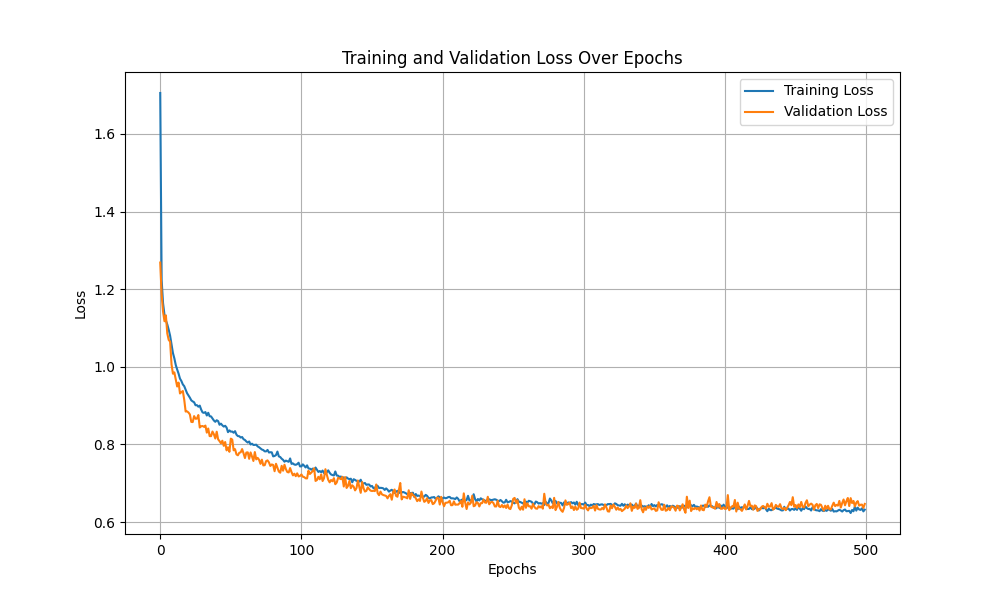 Training and Validation Loss Over Epochs
Training Loss
Validation Loss
1.6
1.4
1.2
1.0
0.8
0.6
Loss
0
100
200
300
400
500
Epochs